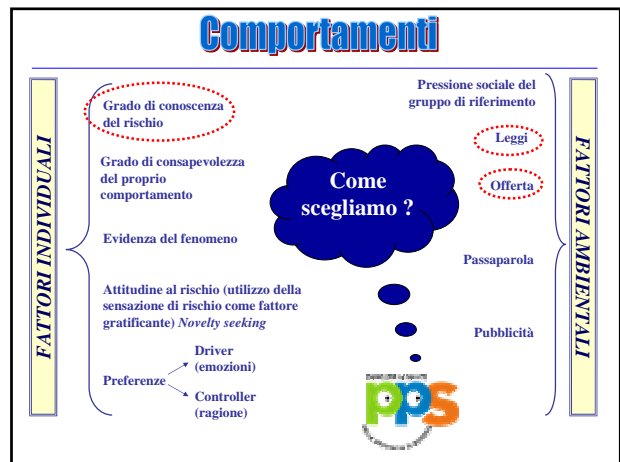 Comportamenti
FATTORI INDIVIDUALI
Grado di conoscenza
del rischio
Grado di consapevolezza
del proprio
comportamento
Evidenza del fenomeno
Attitudine al rischio (utilizzo della
sensazione di rischio come fattore
gratificante) Novelty seeking
Preferenze
Driver
(emozioni)
Controller
(ragione)
Come
scegliamo ?
Pressione sociale del
gruppo di riferimento
Leggi
Offerta
Passaparola
Pubblicità
FATTORI AMBIENTALI
pps